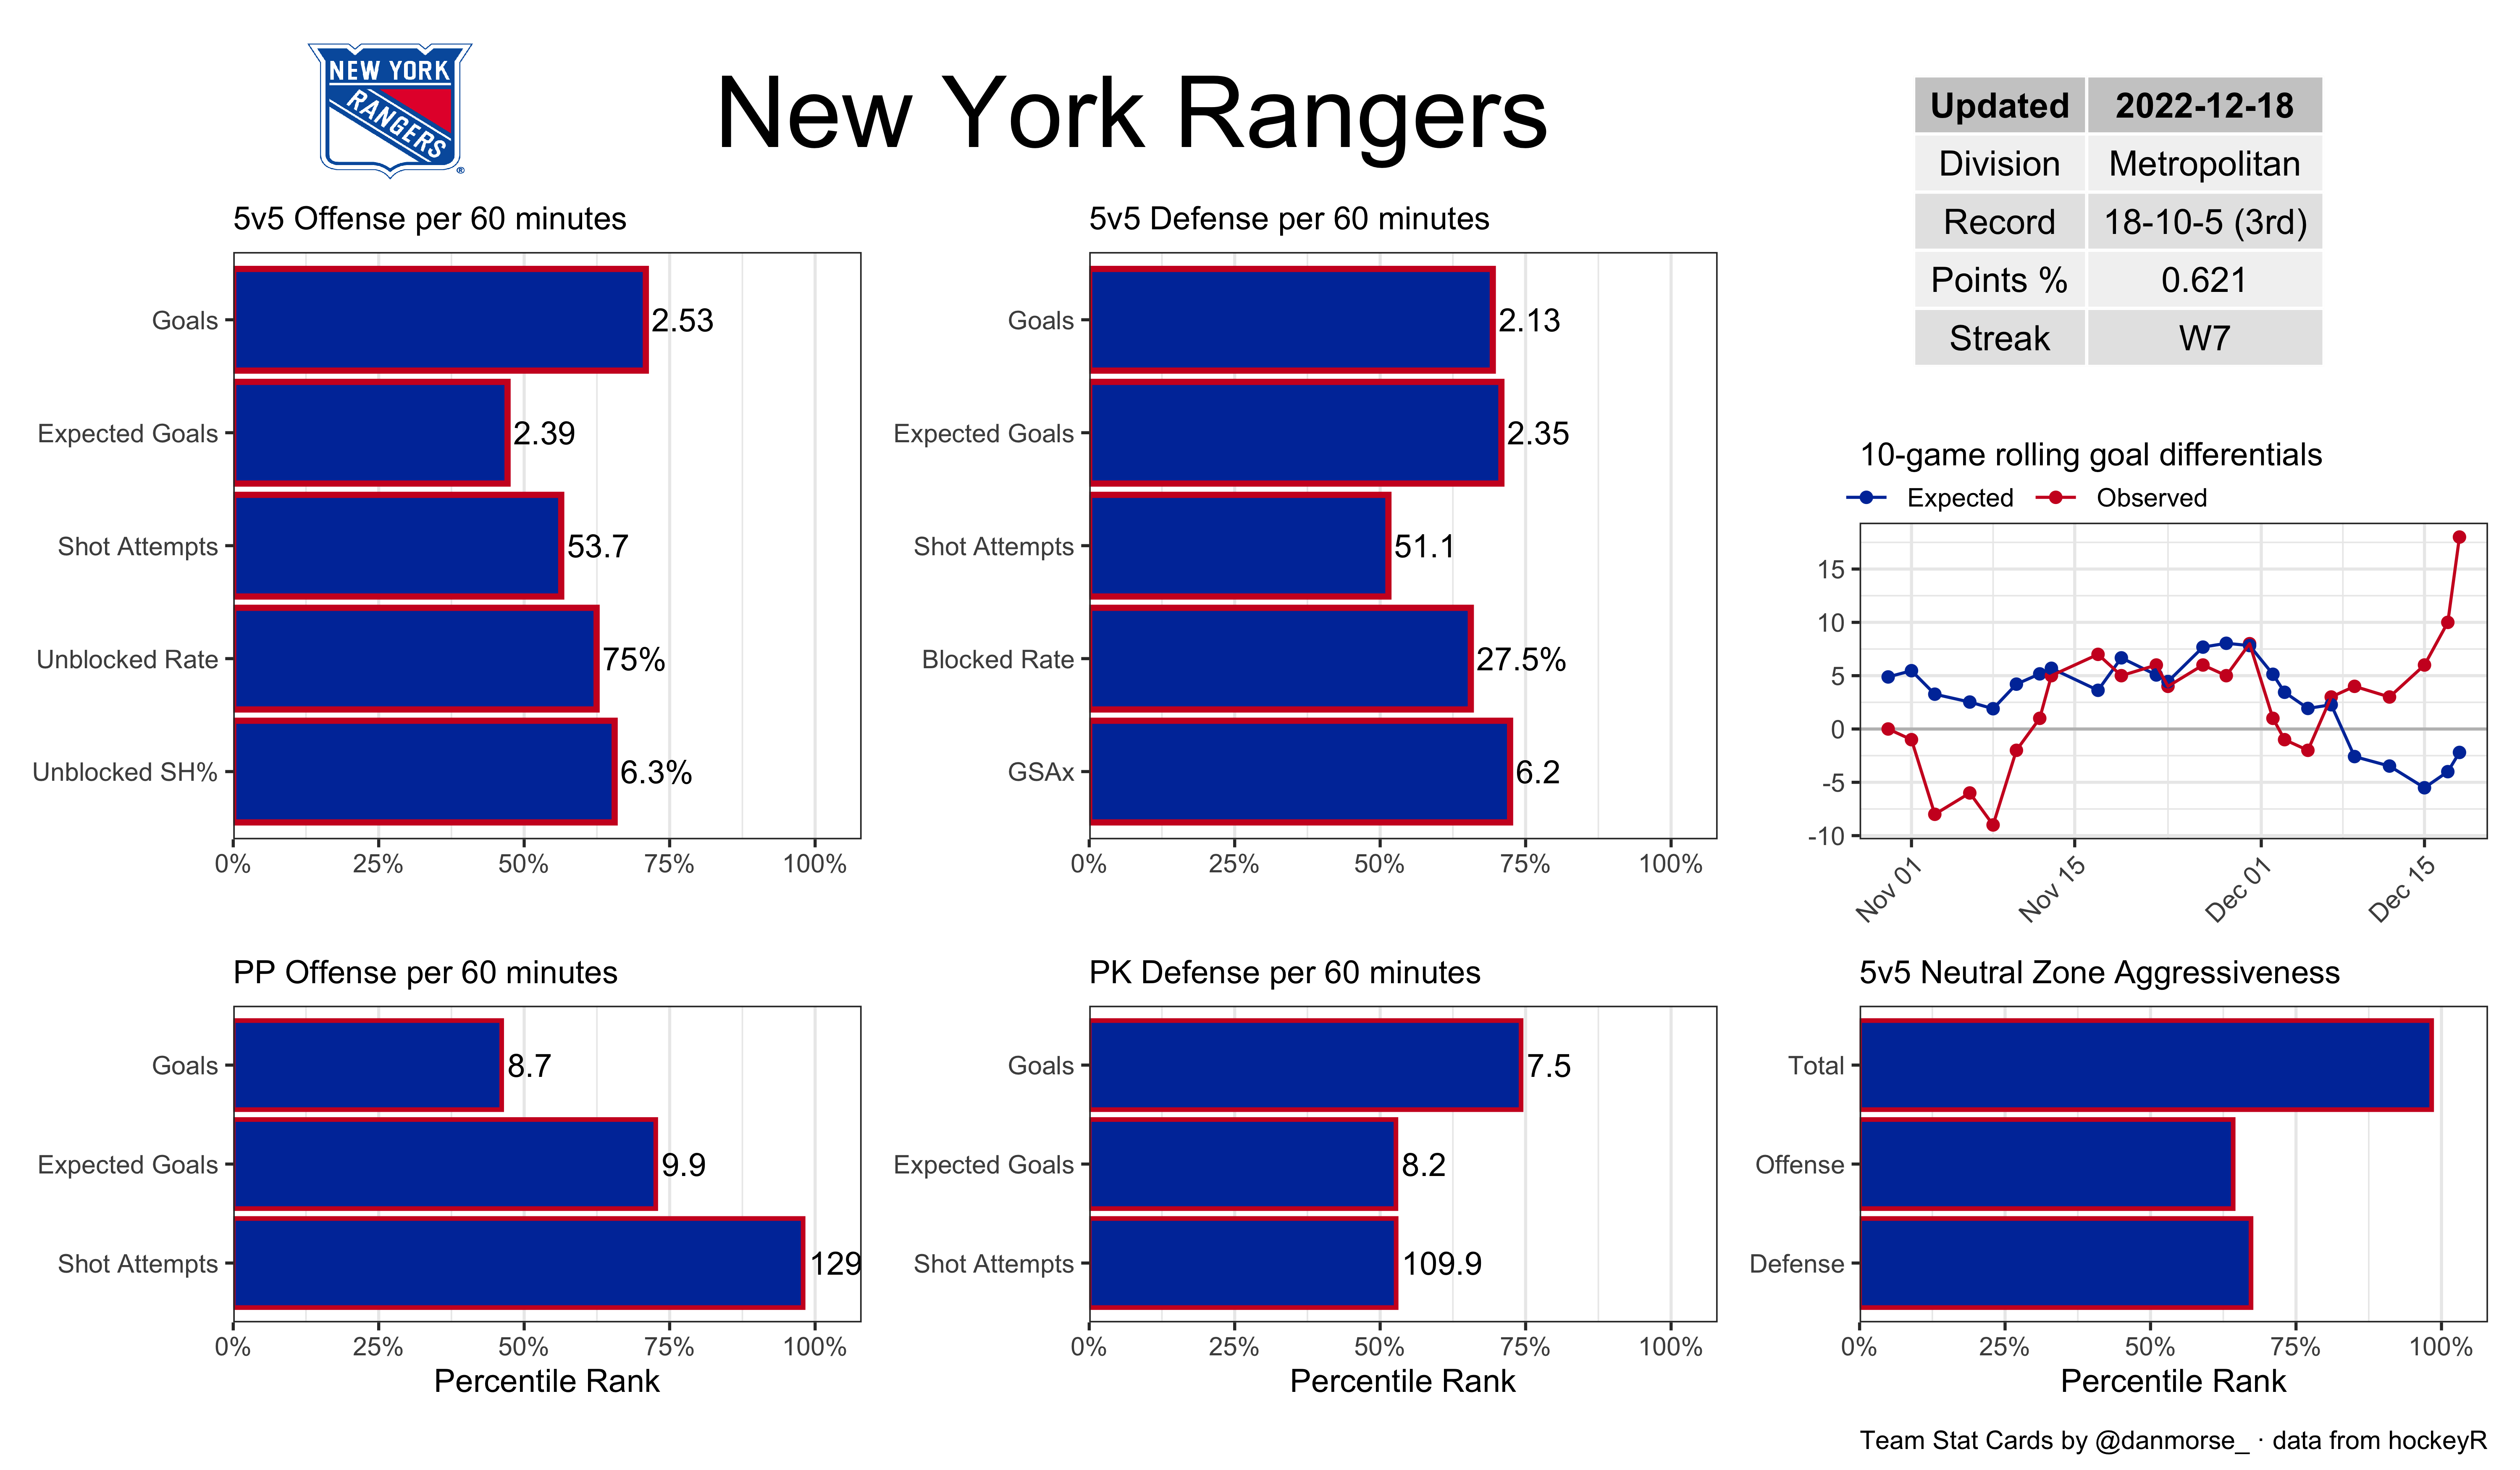 NEW YORK
RANGERS
®
New York Rangers
Updated 2022-12-18
Division Metropolitan
Record 18-10-5 (3rd)
Points % 0.621
Streak W7
5v5 Offense per 60 minutes
Goals 2.53
Expected Goals 2.39
Shot Attempts 53.7
Unblocked Rate 75%
Unblocked SH% 6.3%
0% 25% 50% 75% 100%
5v5 Defense per 60 minutes
Goals 2.13
Expected Goals 2.35
Shot Attempts 51.1
Blocked Rate 27.5%
GSAx 6.2
0% 25% 50% 75% 100%
10-game rolling goal differentials
Expected Observed
15
10
5
0
-5
-10
Nov 01 Nov 15 Dec 01 Dec 15
PP Offense per 60 minutes
Goals 8.7
Expected Goals 9.9
Shot Attempts 129
0% 25% 50% 75% 100%
Percentile Rank
PK Defense per 60 minutes
Goals 7.5
Expected Goals 8.2
Shot Attempts 109.9
0% 25% 50% 75% 100%
Percentile Rank
5v5 Neutral Zone Aggressiveness
Total
Offense
Defense
0% 25% 50% 75% 100%
Percentile Rank
Team Stat Cards by @danmorse_ · data from hockeyR